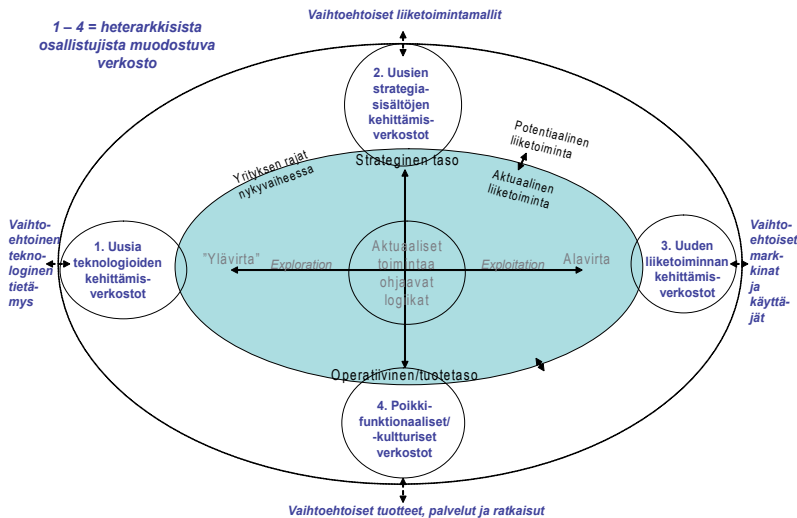 Vaihtoehtoiset liiketoimintamallit
1 – 4 = heterarkkisista
osallistujista muodostuva
verkosto
2. Uusien
strategia-
sisältöjen
kehittämis-
verkostot
Potentiaalinen
liiketoiminta
Yrityksen rajat
nykyvaiheessa
Strateginen taso
Aktuaalinen
liiketoiminta
Vaihto-
ehtoinen
tekno-
loginen
tietä-
mys
1. Uusia
teknologioiden
kehittämis-
verkostot
"Ylävirta"
Exploration
Aktuaaliset
toimintaa
ohjaavat
logiikat
Exploitation
Alavirta
3. Uuden
liiketoiminnan
kehittämis-
verkostot
Vaihto-
ehtoiset
mark-
kinat
ja
käyttä-
jät
Operatiivinen/tuotetaso
4. Poikki-
funktionaaliset/
-kultturiset
verkostot
Vaihtoehtoiset tuotteet, palvelut ja ratkaisut